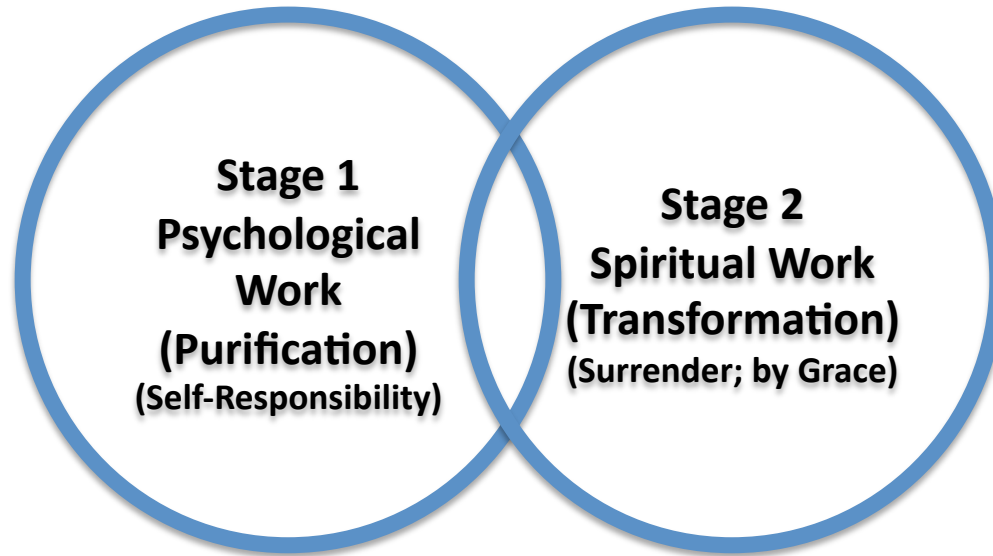 Stage 1
Psychological
Work
(Purification)
(Self-Responsibility)
Stage 2
Spiritual Work
(Transformation)
(Surrender; by Grace)